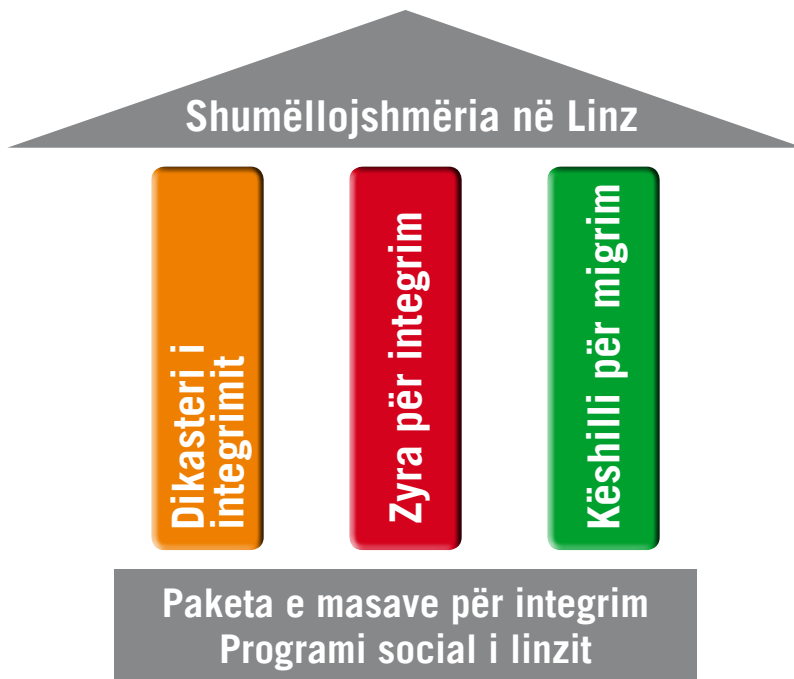 Shumëllojshmëria në Linz
Dikasteri i
integrimit
Zyra për integrim
Këshilli për migrim
Paketa e masave për integrim
Programi social i linzit